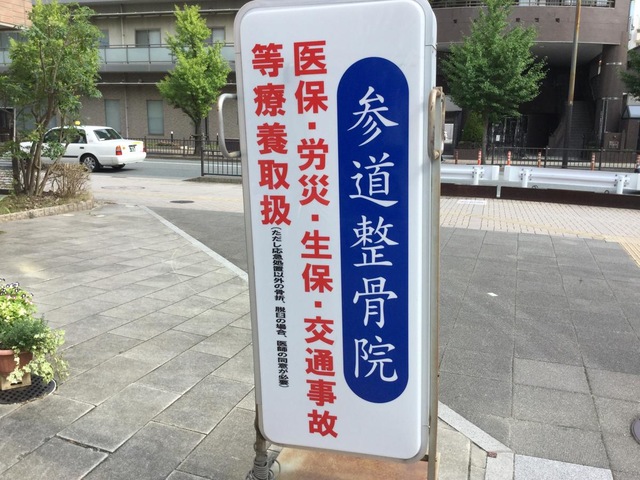 参道整骨院
医保・労災・生保・交通事故
等療養取扱
(ただし応急処置以外の骨折、脱臼の場合、医師の同意が必要)